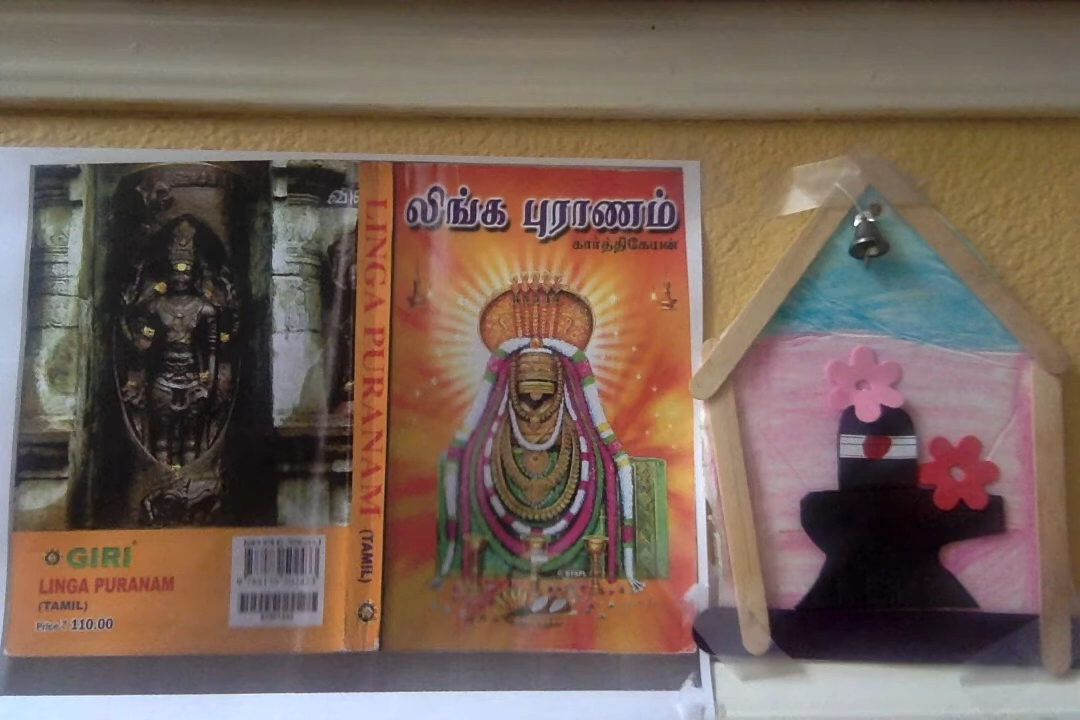 லிங்க புராணம்
கார்த்திகேயன்
LINGA PURANAM (TAMIL)
GIRI
LINGA PURANAM
(TAMIL)
Price ₹ 110.00